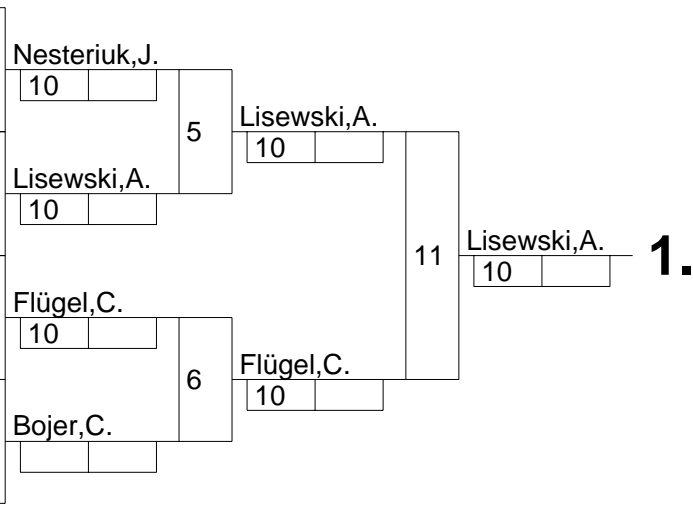 Nesteriuk,J.
10
5
Lisewski,A.
10
Lisewski,A.
10
11
Lisewski,A.
10
1.
Flügel,C.
10
6
Flügel,C.
10
Bojer,C.